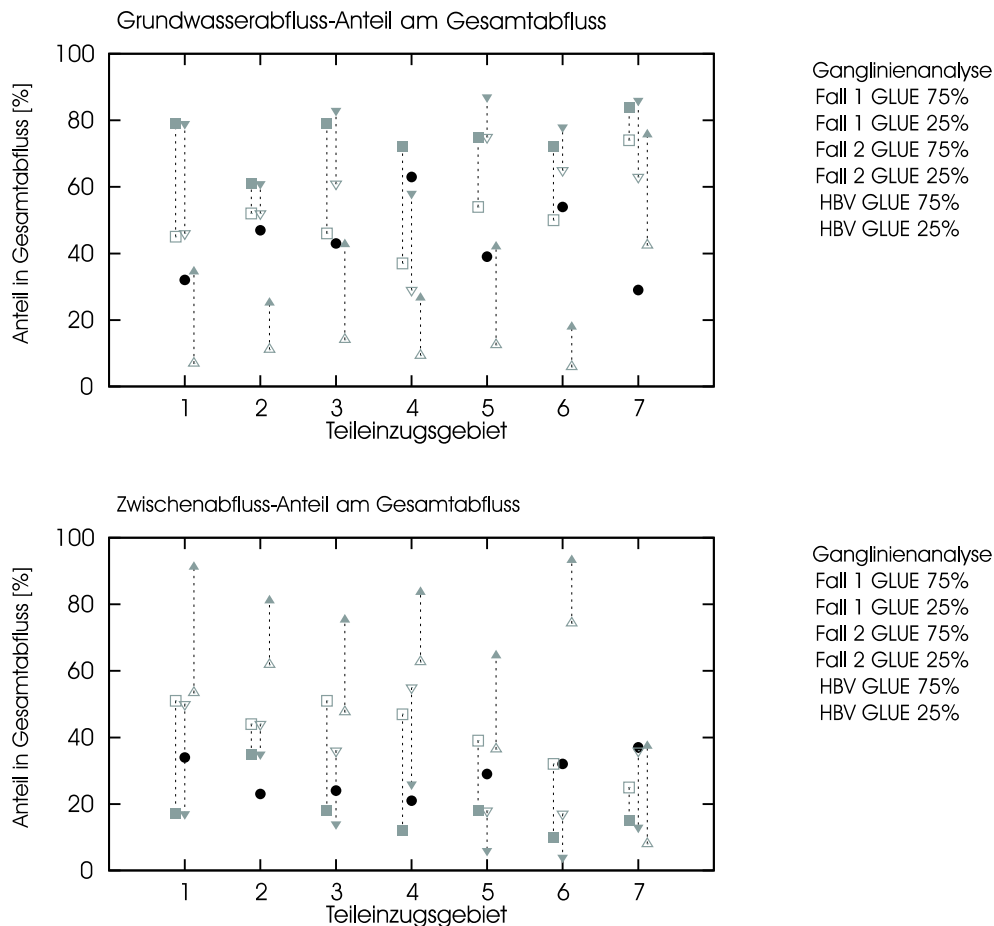 Grundwasserabfluss-Anteil am Gesamtabfluss
Anteil in Gesamtabfluss [%]
100
80
60
40
20
0
1 2 3 4 5 6 7
Teileinzugsgebiet
Ganglinienanalyse
Fall 1 GLUE 75%
Fall 1 GLUE 25%
Fall 2 GLUE 75%
Fall 2 GLUE 25%
HBV GLUE 75%
HBV GLUE 25%
Zwischenabfluss-Anteil am Gesamtabfluss
Anteil in Gesamtabfluss [%]
100
80
60
40
20
0
1 2 3 4 5 6 7
Teileinzugsgebiet
Ganglinienanalyse
Fall 1 GLUE 75%
Fall 1 GLUE 25%
Fall 2 GLUE 75%
Fall 2 GLUE 25%
HBV GLUE 75%
HBV GLUE 25%